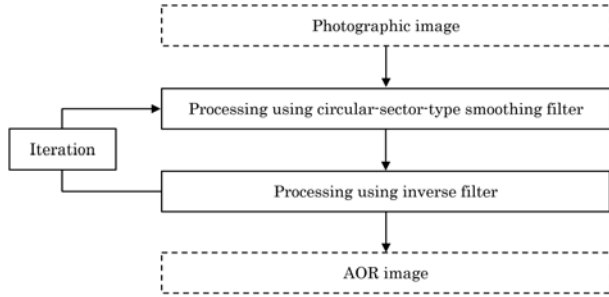 Photographic image
Processing using circular-sector-type smoothing filter
Iteration
Processing using inverse filter
AOR image